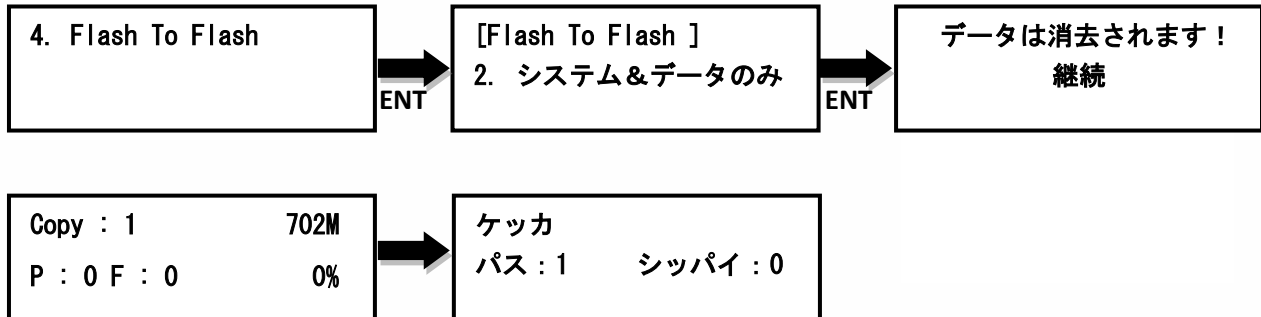 4. Flash To Flash
ENT
[Flash To Flash ]
2. システム＆データのみ
ENT
データは消去されます！
継続
Copy : 1 702M
P : 0 F : 0 0%
ケッカ
パス：1 シッパイ：0